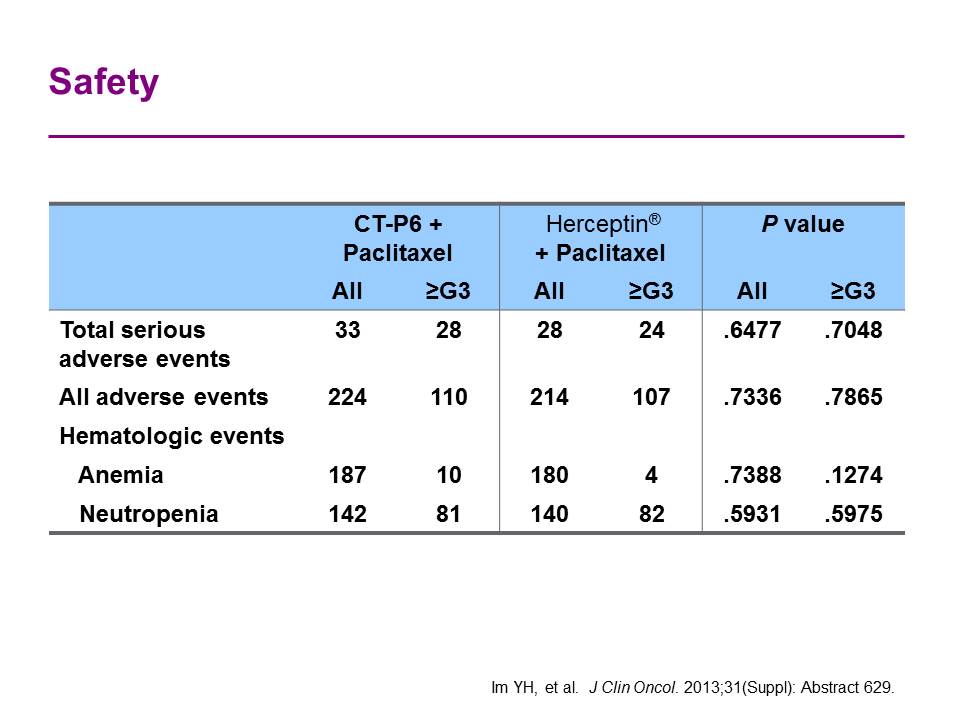 Safety
CT-P6 + Herceptin® P value
Paclitaxel + Paclitaxel
All ≥G3 All ≥G3 All ≥G3
Total serious 33 28 28 24 .6477 .7048
adverse events
All adverse events 224 110 214 107 .7336 .7865
Hematologic events
Anemia 187 10 180 4 .7388 .1274
Neutropenia 142 81 140 82 .5931 .5975
Im YH, et al. J Clin Oncol. 2013;31(Suppl): Abstract 629.